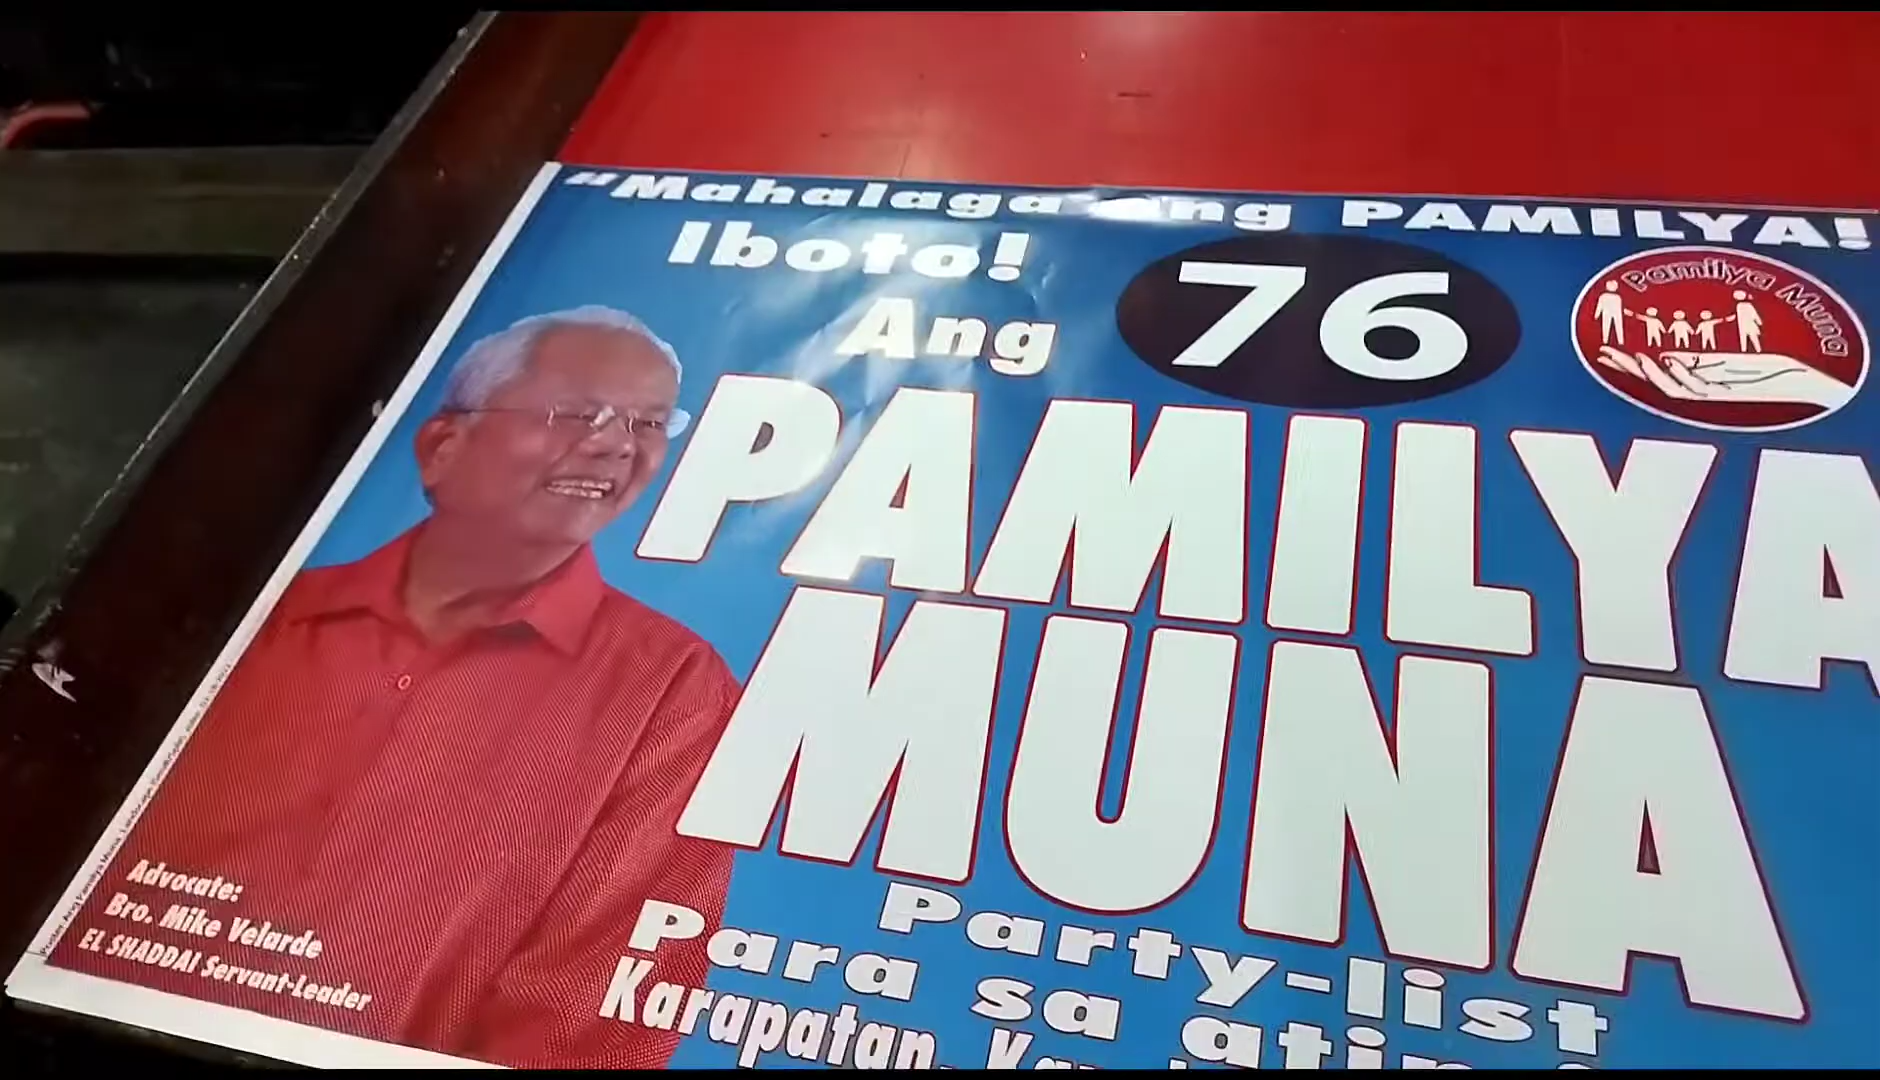 “Mahalaga ang PAMILYA!
Iboto!
Ang
76
Pamilya Muna
PAMILYA
MUNA
Party-list
Para sa atin
Karapatan,
Advocate:
Bro. Mike Velarde
EL SHADDAI Servant-Leader